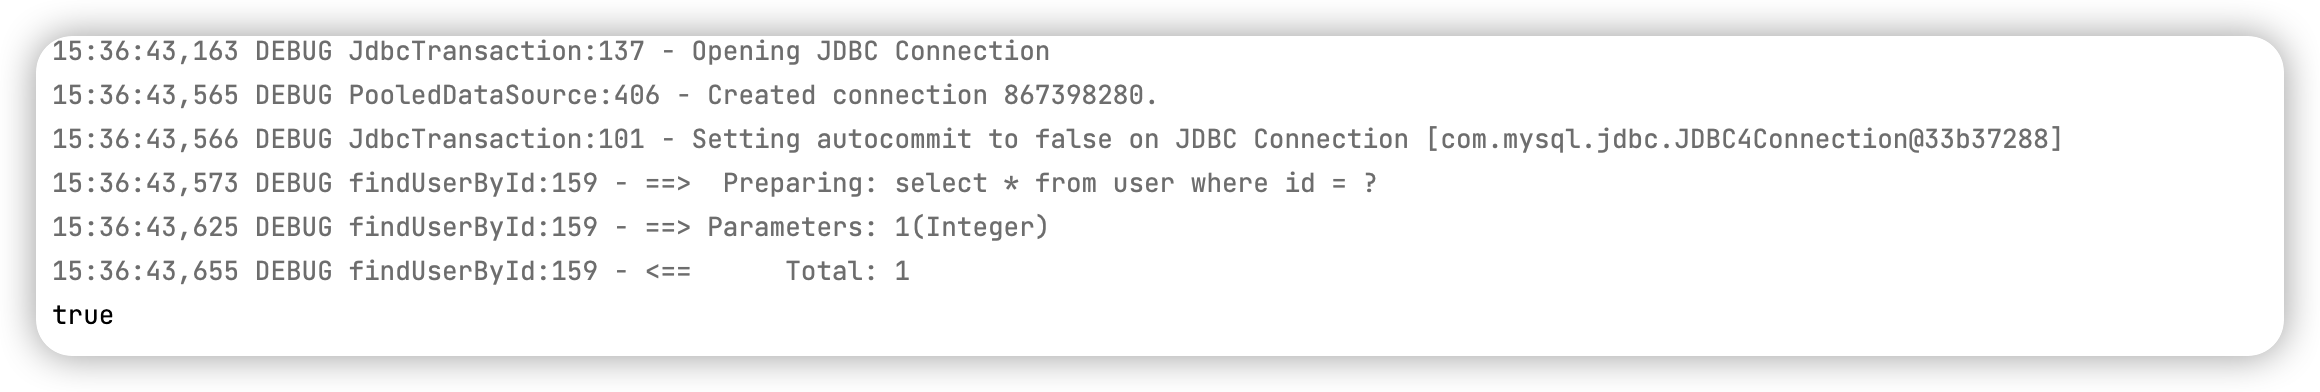 15:36:43,163 DEBUG JdbcTransaction:137 - Opening JDBC Connection
15:36:43,565 DEBUG PooledDataSource:406 - Created connection 867398280.
15:36:43,566 DEBUG JdbcTransaction:101 - Setting autocommit to false on JDBC Connection [com.mysql.jdbc.JDBC4Connection@33b37288]
15:36:43,573 DEBUG findUserById:159 - ==>  Preparing: select * from user where id = ?
15:36:43,625 DEBUG findUserById:159 - ==> Parameters: 1(Integer)
15:36:43,655 DEBUG findUserById:159 - <==      Total: 1
true